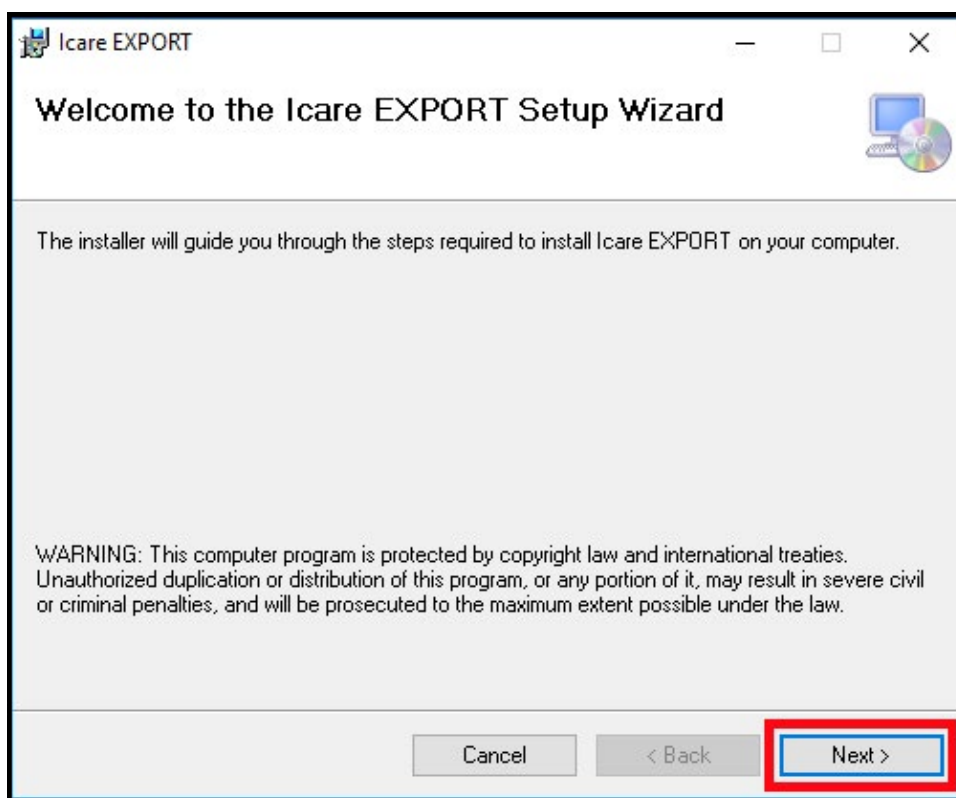 Icare EXPORT
Welcome to the Icare EXPORT Setup Wizard
The installer will guide you through the steps required to install Icare EXPORT on your computer.
WARNING: This computer program is protected by copyright law and international treaties.
Unauthorized duplication or distribution of this program, or any portion of it, may result in severe civil
or criminal penalties, and will be prosecuted to the maximum extent possible under the law.
Cancel
< Back
Next >